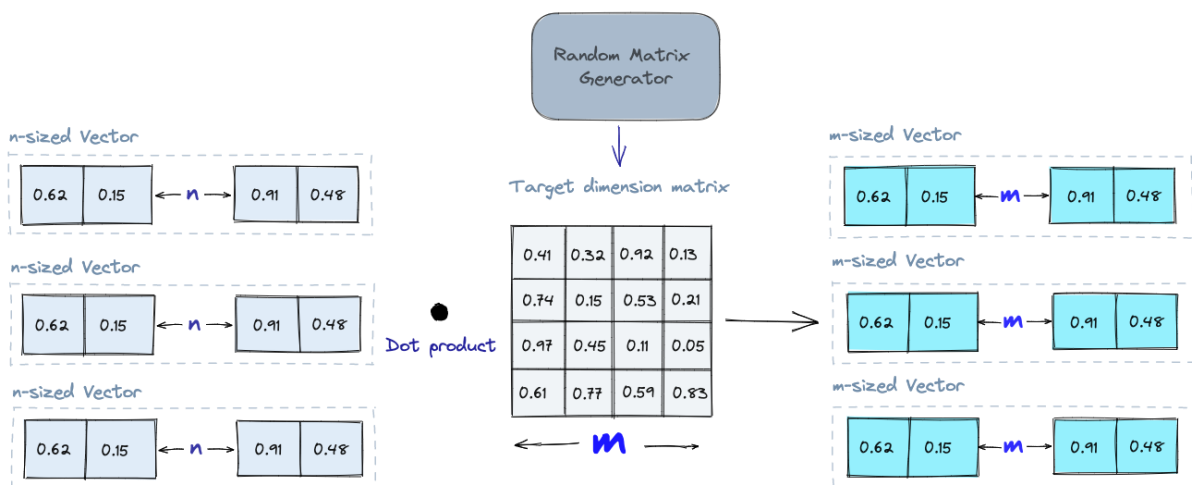 Random Matrix
Generator
n-sized Vector
0.62 0.15 n 0.91 0.48
n-sized Vector
0.62 0.15 n 0.91 0.48
n-sized Vector
0.62 0.15 n 0.91 0.48
Dot product
Target dimension matrix
0.41 0.32 0.92 0.13
0.74 0.15 0.53 0.21
0.97 0.45 0.11 0.05
0.61 0.77 0.59 0.83
m
m-sized Vector
0.62 0.15 m 0.91 0.48
m-sized Vector
0.62 0.15 m 0.91 0.48
m-sized Vector
0.62 0.15 m 0.91 0.48